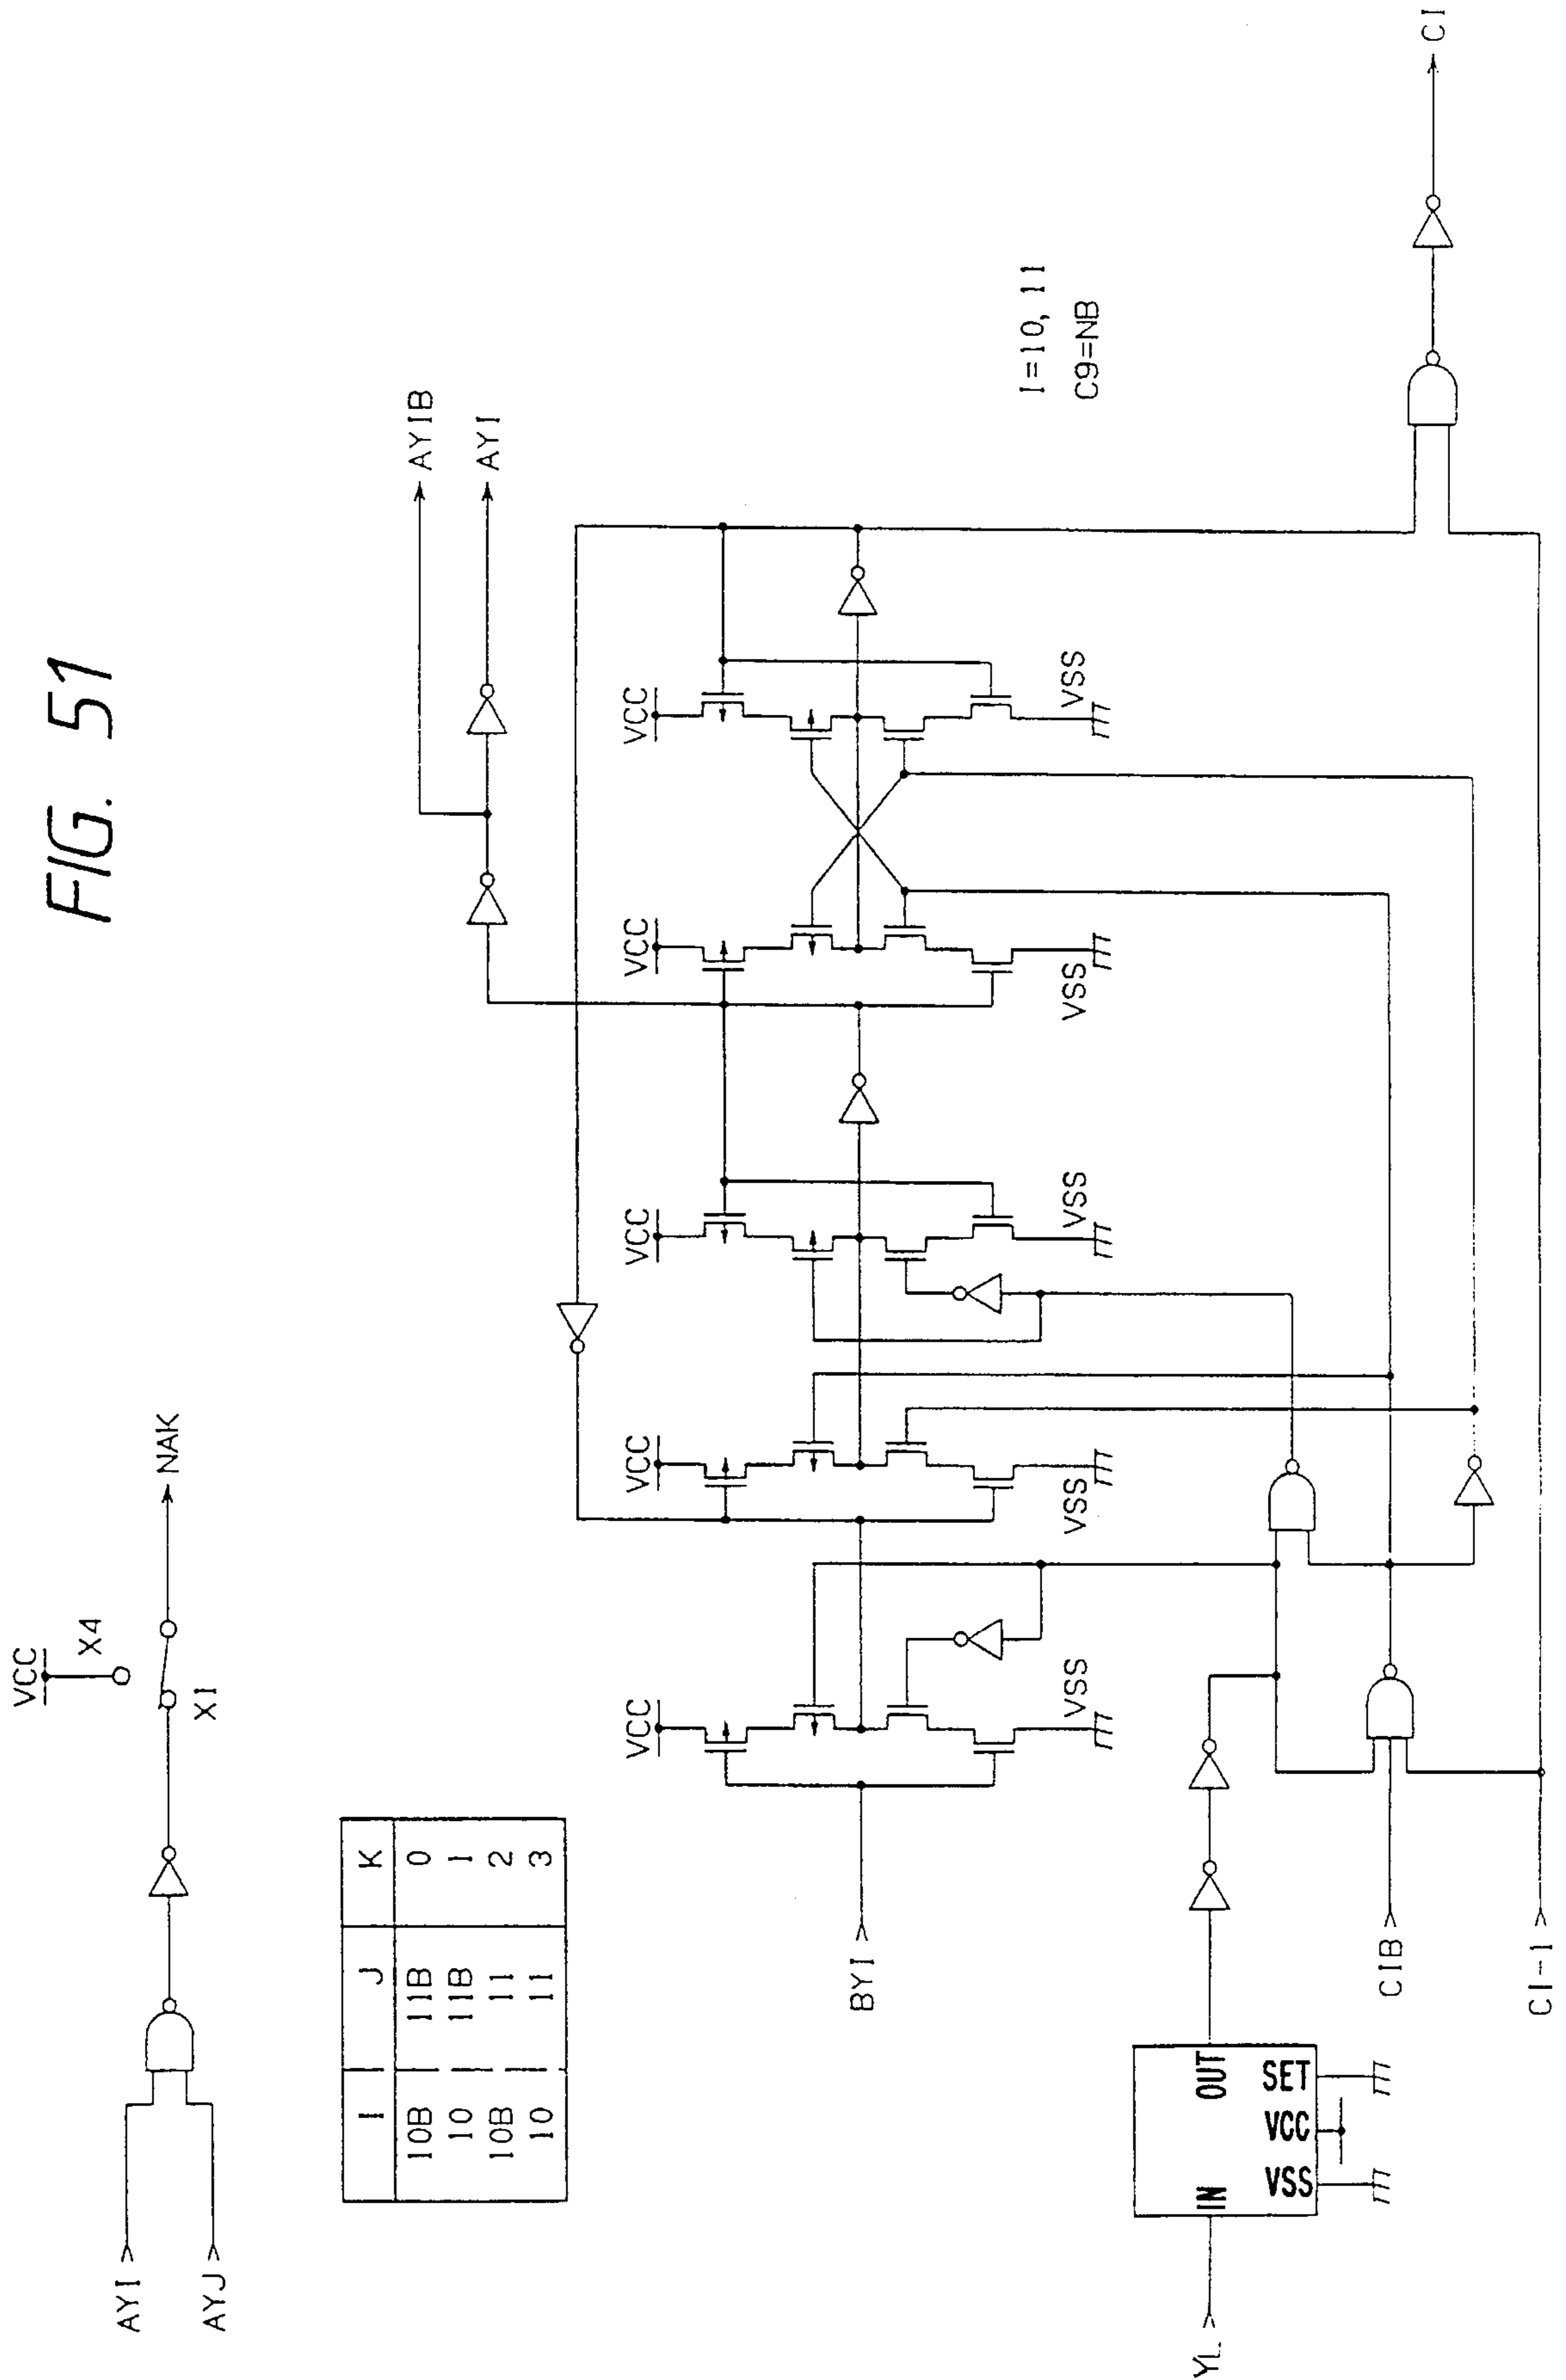 FIG. 51
VCC
X4
X1
NAK
AYI
AYJ
I J K
10B 11B 0
10 11B 1
10B 11 2
10 11 3
AYIB
AYI
VCC
VCC
VCC
VCC
VCC
VSS
VSS
VSS
VSS
VSS
BYI
I=10, 11
C9=NB
YL
IN
OUT
VSS
VCC
SET
CIB
CI-1
CI